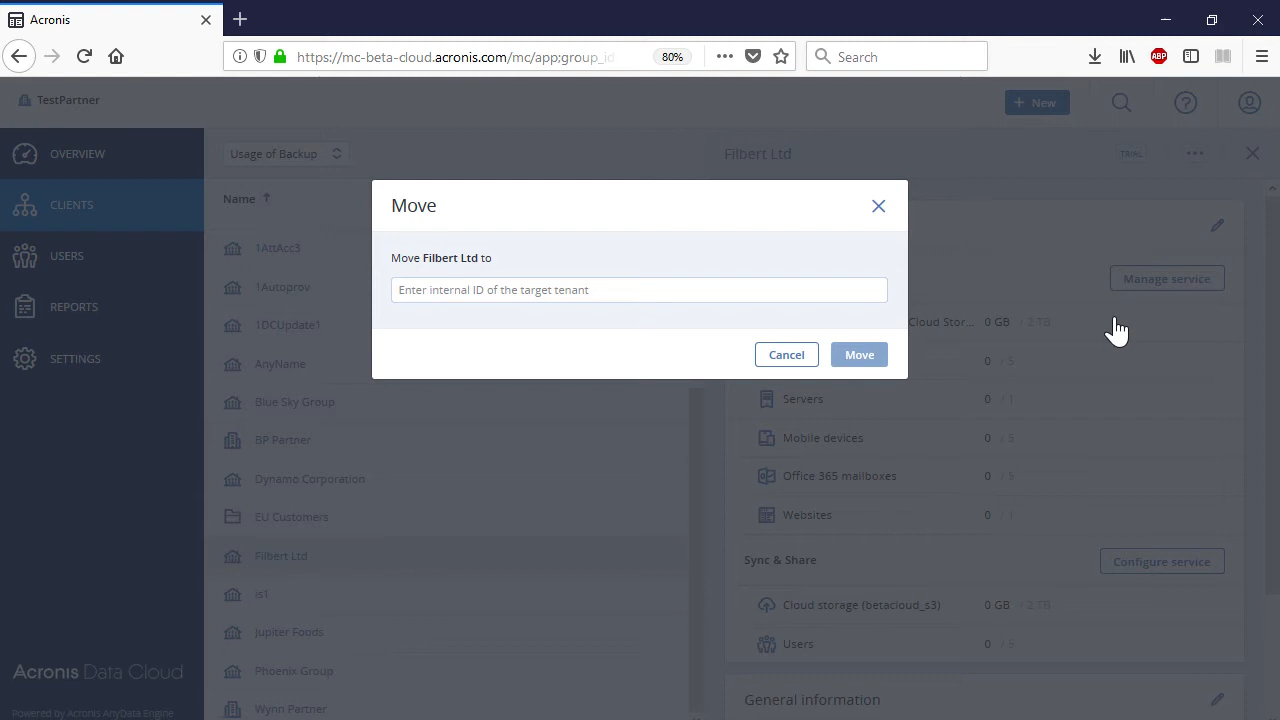 Acronis
https://mc-beta-cloud.acronis.com/mc/app;group_id
80%
Search
ABP
TestPartner
+ New
OVERVIEW
CLIENTS
USERS
REPORTS
SETTINGS
Acronis Data Cloud
Powered by Acronis AnyData Engine
Usage of Backup
Name
1AttAcc3
1Autoprov
1DCUpdate1
AnyName
Blue Sky Group
BP Partner
Dynamo Corporation
EU Customers
Filbert Ltd
is1
Jupiter Foods
Phoenix Group
Wynn Partner
Move
Move Filbert Ltd to
Enter internal ID of the target tenant
Cancel
Move
Filbert Ltd
TRIAL
Manage service
Cloud Stor... 0 GB / 2 TB
0 / 5
Servers 0 / 1
Mobile devices 0 / 5
Office 365 mailboxes 0 / 5
Websites 0 / 1
Sync & Share
Configure service
Cloud storage (betacloud_s3) 0 GB / 2 TB
Users 0 / 5
General information